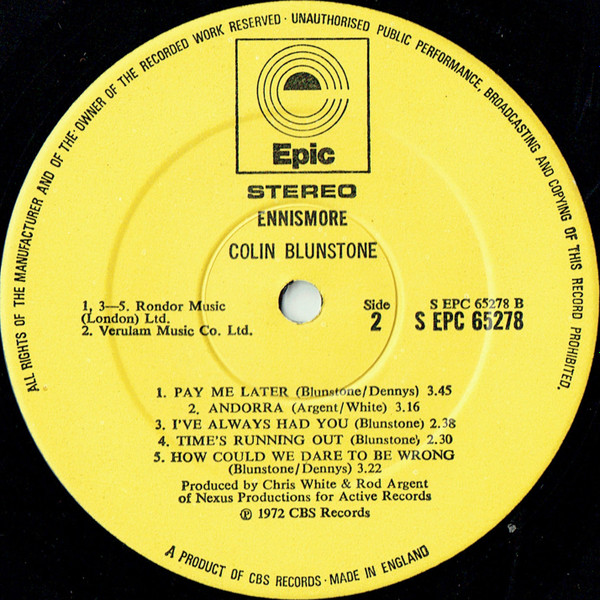 ALL RIGHTS OF THE MANUFACTURER AND OF THE OWNER OF THE RECORDED WORK RESERVED · UNAUTHORISED PUBLIC PERFORMANCE, BROADCASTING AND COPYING OF THIS RECORD PROHIBITED.
Epic
STEREO
ENNISMORE
COLIN BLUNSTONE
1, 3—5. Rondor Music
(London) Ltd.
2. Verulam Music Co. Ltd.
Side
2
S EPC 65278 B
S EPC 65278
1. PAY ME LATER (Blunstone/Dennys) 3.45
2. ANDORRA (Argent/White) 3.16
3. I'VE ALWAYS HAD YOU (Blunstone) 2.38
4. TIME'S RUNNING OUT (Blunstone) 2.30
5. HOW COULD WE DARE TO BE WRONG
(Blunstone/Dennys) 3.22
Produced by Chris White & Rod Argent
of Nexus Productions for Active Records
℗ 1972 CBS Records
A PRODUCT OF CBS RECORDS · MADE IN ENGLAND